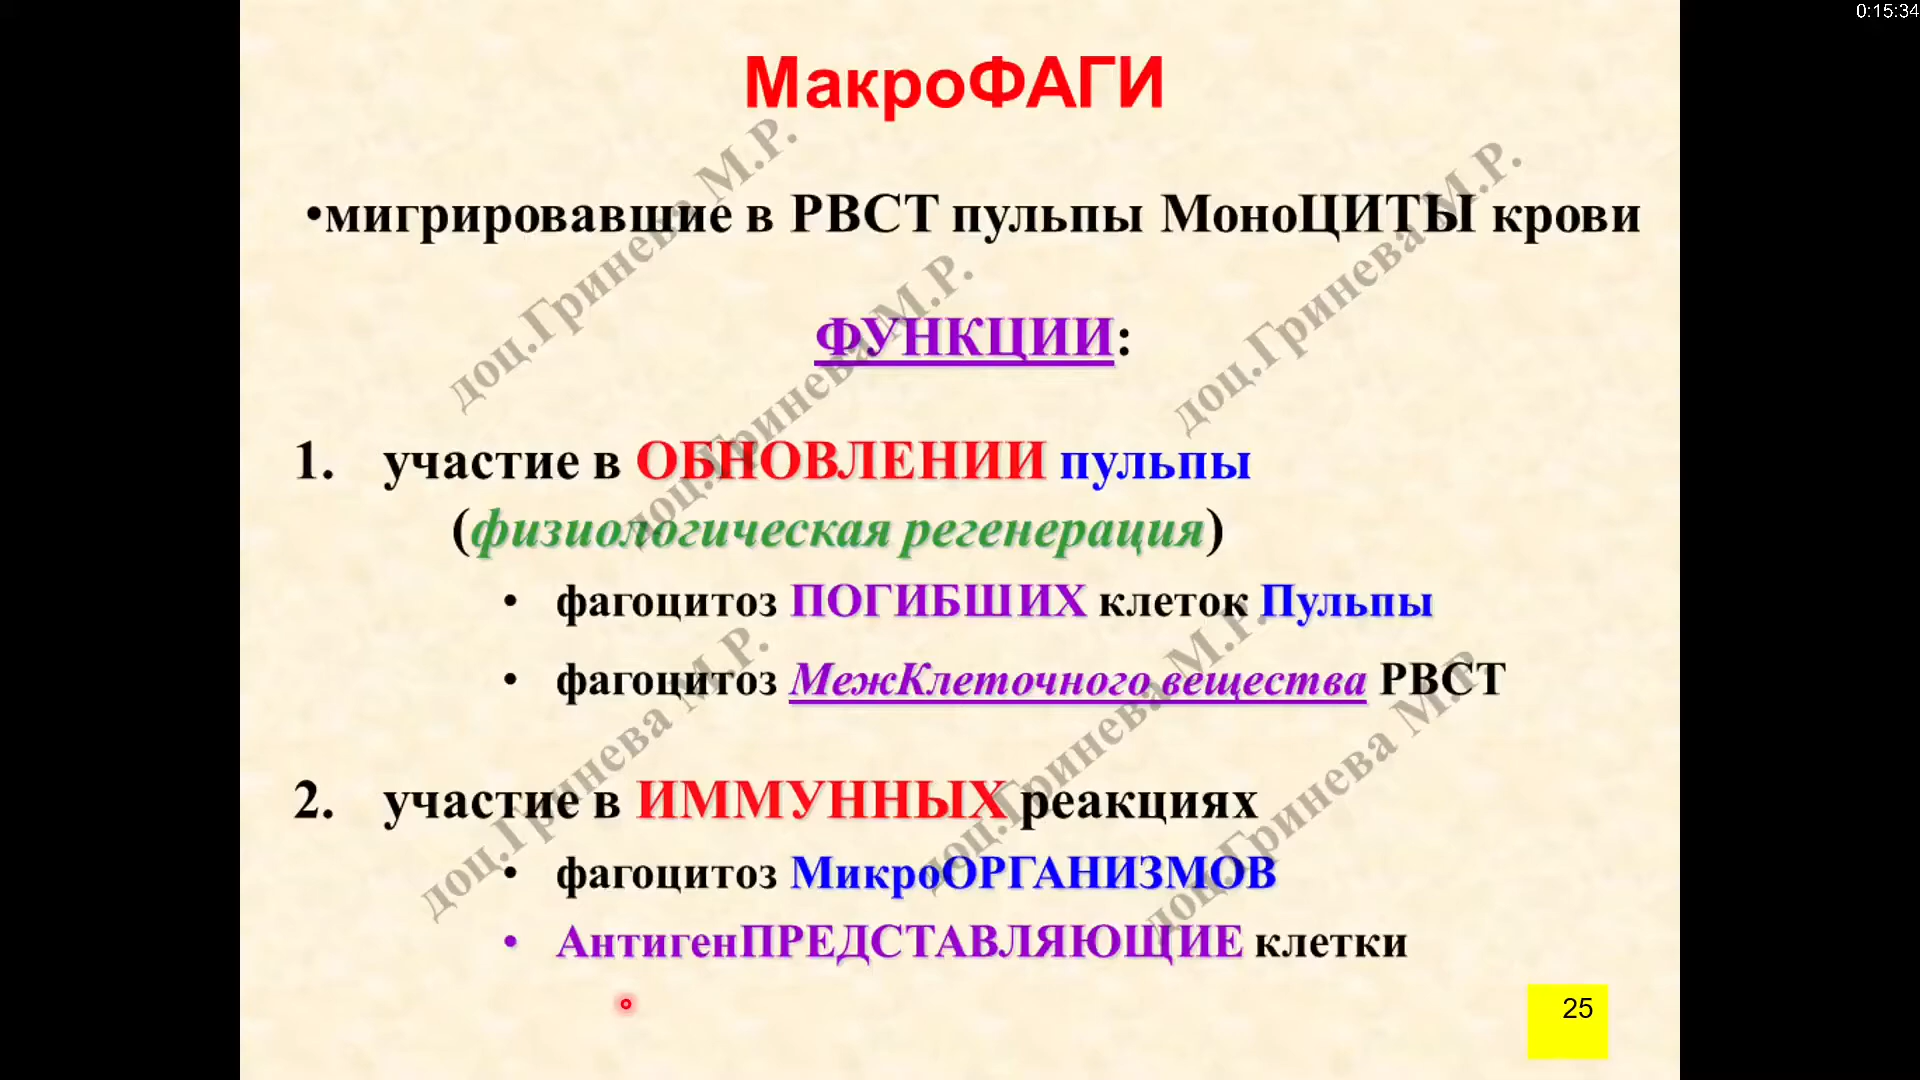 0:15:34
МакроФАГИ
•мигрировавшие в РВСТ пульпы МоноЦИТЫ крови
ФУНКЦИИ:
1. участие в ОБНОВЛЕНИИ пульпы
(физиологическая регенерация)
• фагоцитоз ПОГИБШИХ клеток Пульпы
• фагоцитоз МежКлеточного вещества РВСТ
2. участие в ИММУННЫХ реакциях
• фагоцитоз МикроОРГАНИЗМОВ
• АнтигенПРЕДСТАВЛЯЮЩИЕ клетки
25
доц.Гринева М.Р.
доц.Гринева М.Р.
доц.Гринева М.Р.
доц.Гринева М.Р.
доц.Гринева М.Р.
доц.Гринева М.Р.